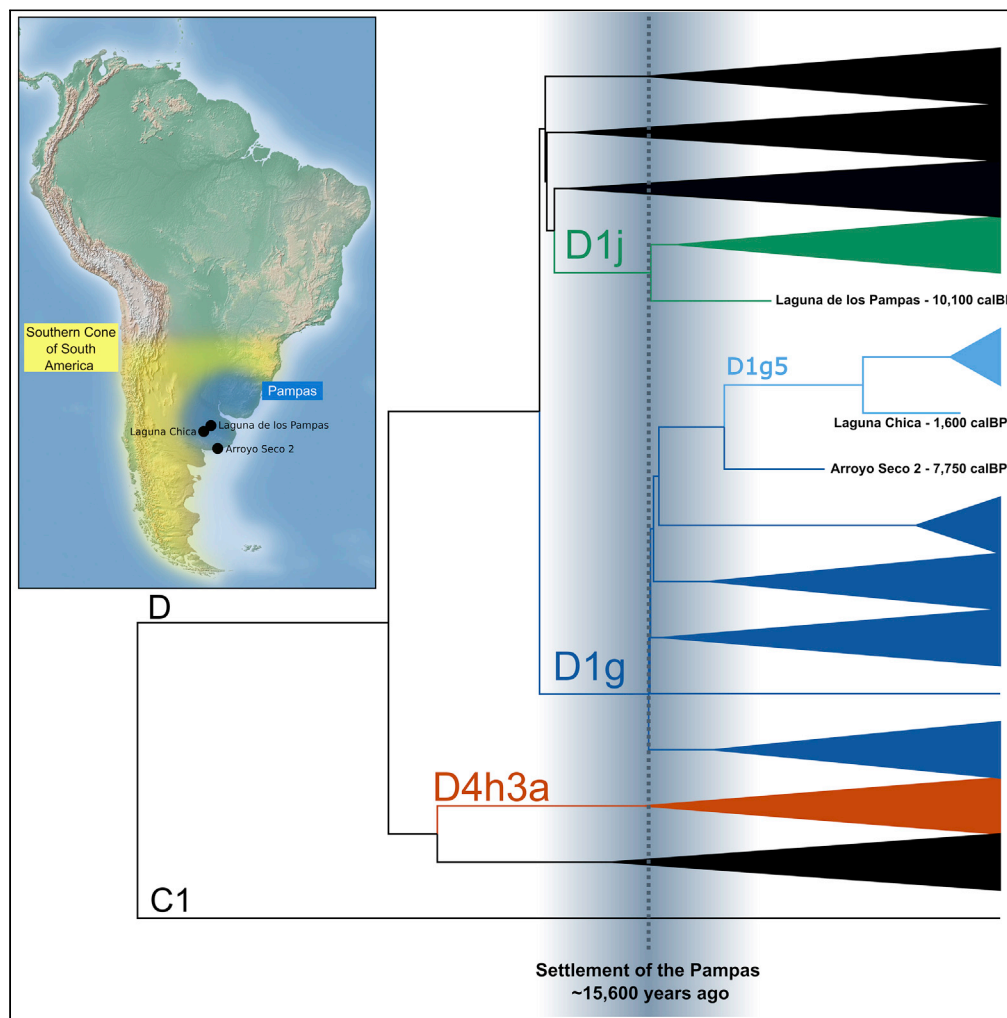 Southern Cone
of South
America
Pampas
Laguna de los Pampas
Laguna Chica
Arroyo Seco 2
D1j
Laguna de los Pampas - 10,100 calBP
D1g5
Laguna Chica - 1,600 calBP
Arroyo Seco 2 - 7,750 calBP
D
D1g
D4h3a
C1
Settlement of the Pampas
~15,600 years ago